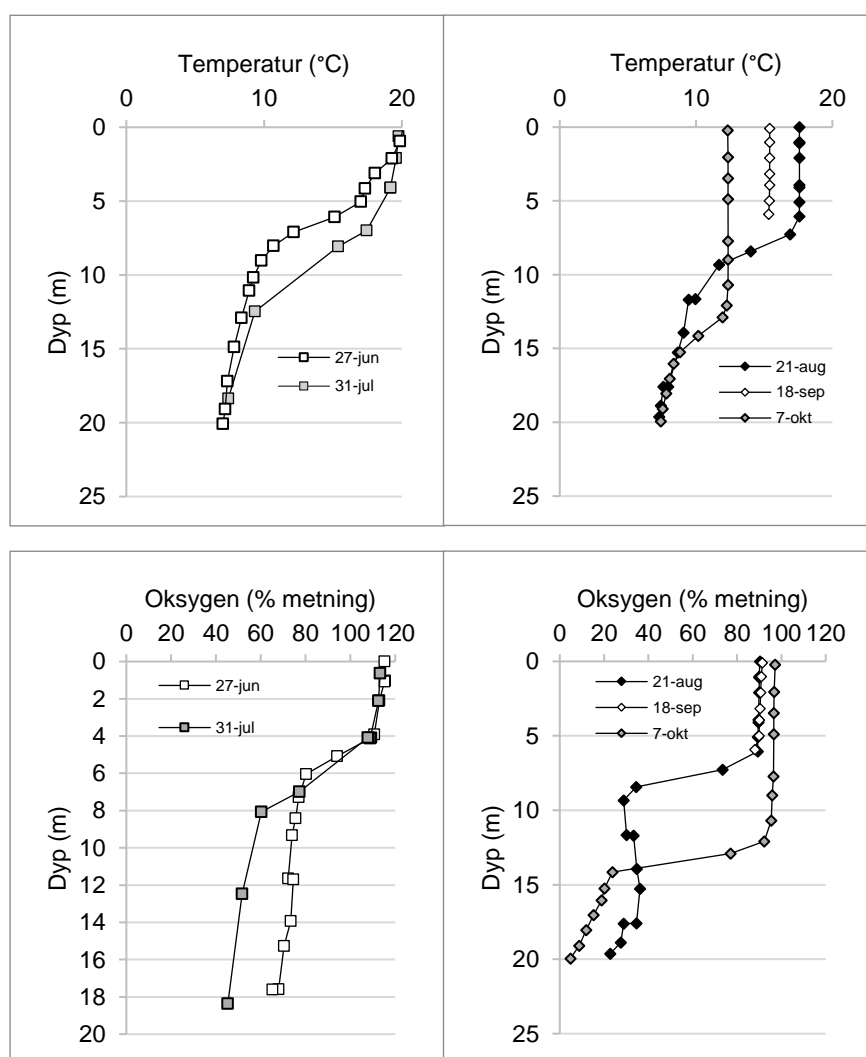 Temperatur (°C)
0 10 20
0
5
10
15
20
25
Dyp (m)
27-jun
31-jul
Temperatur (°C)
0 10 20
0
5
10
15
20
25
Dyp (m)
21-aug
18-sep
7-okt
Oksygen (% metning)
0 20 40 60 80 100 120
0
2
4
6
8
10
12
14
16
18
20
Dyp (m)
27-jun
31-jul
Oksygen (% metning)
0 20 40 60 80 100 120
0
5
10
15
20
25
Dyp (m)
21-aug
18-sep
7-okt